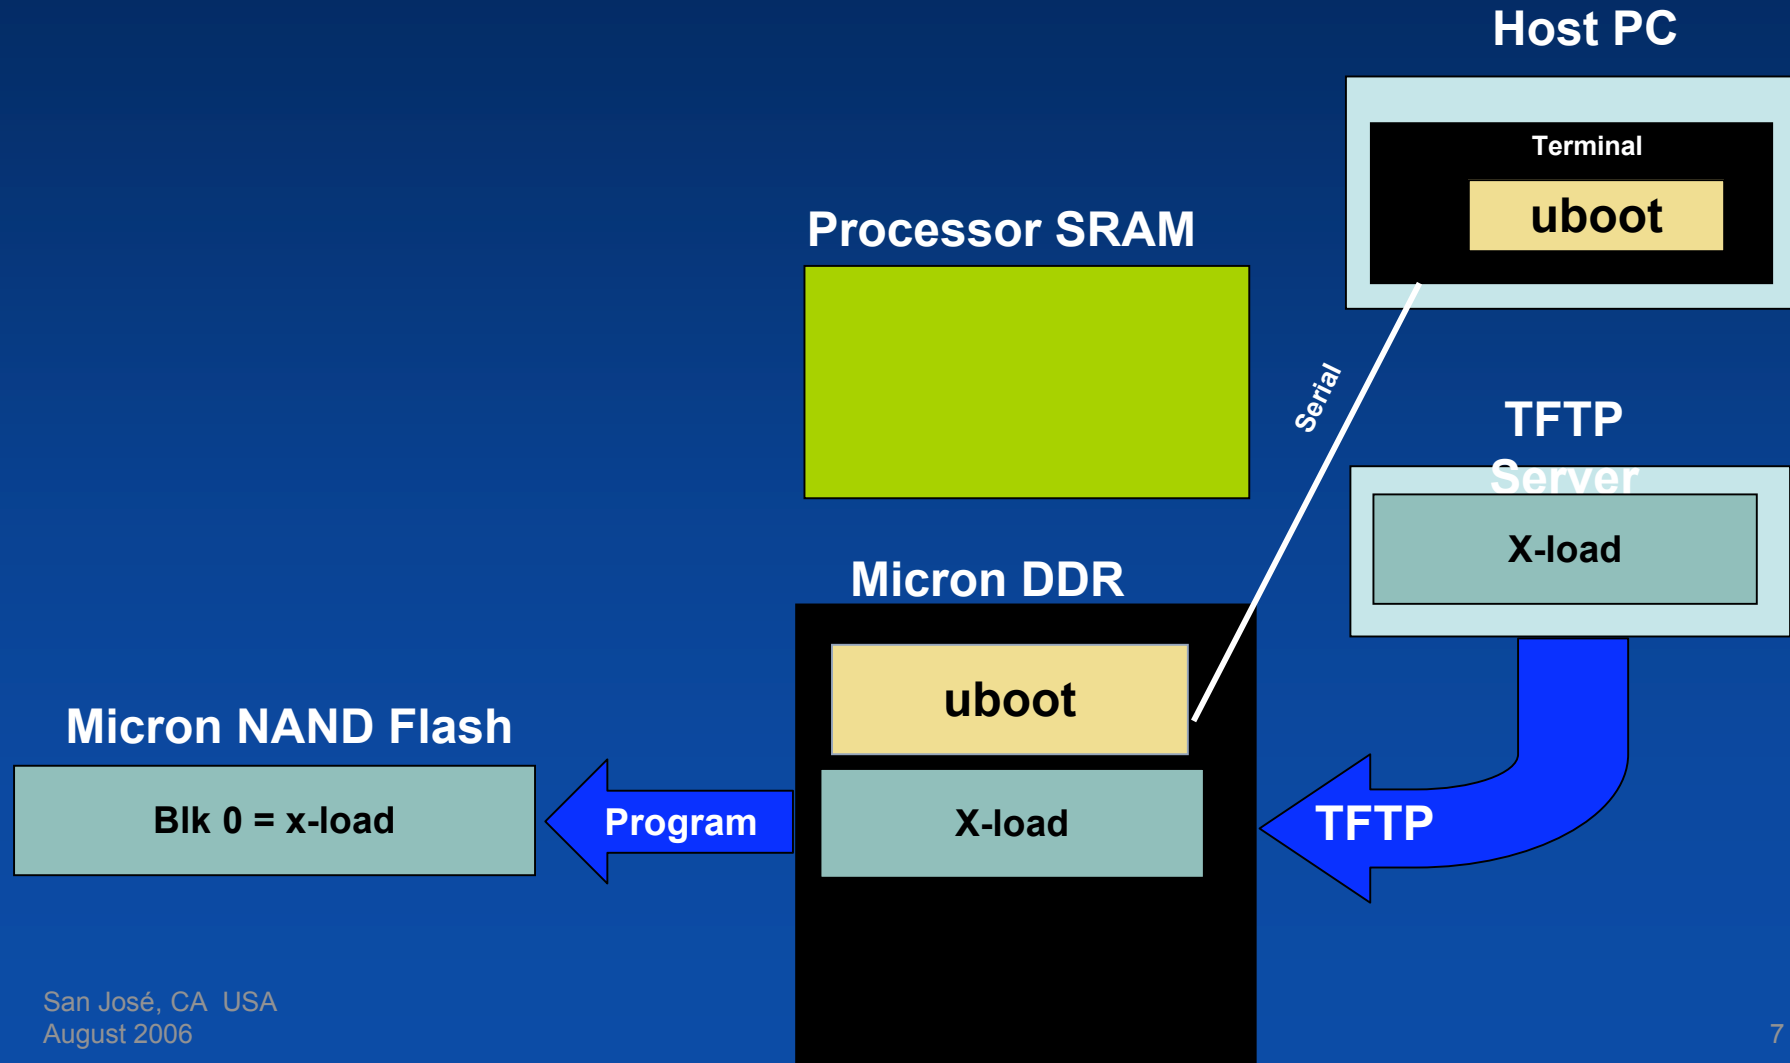 Host PC
Terminal
uboot
Processor SRAM
Serial
TFTP
Server
X-load
Micron DDR
uboot
Micron NAND Flash
Blk 0 = x-load
Program
X-load
TFTP
San José, CA  USA
August 2006
7